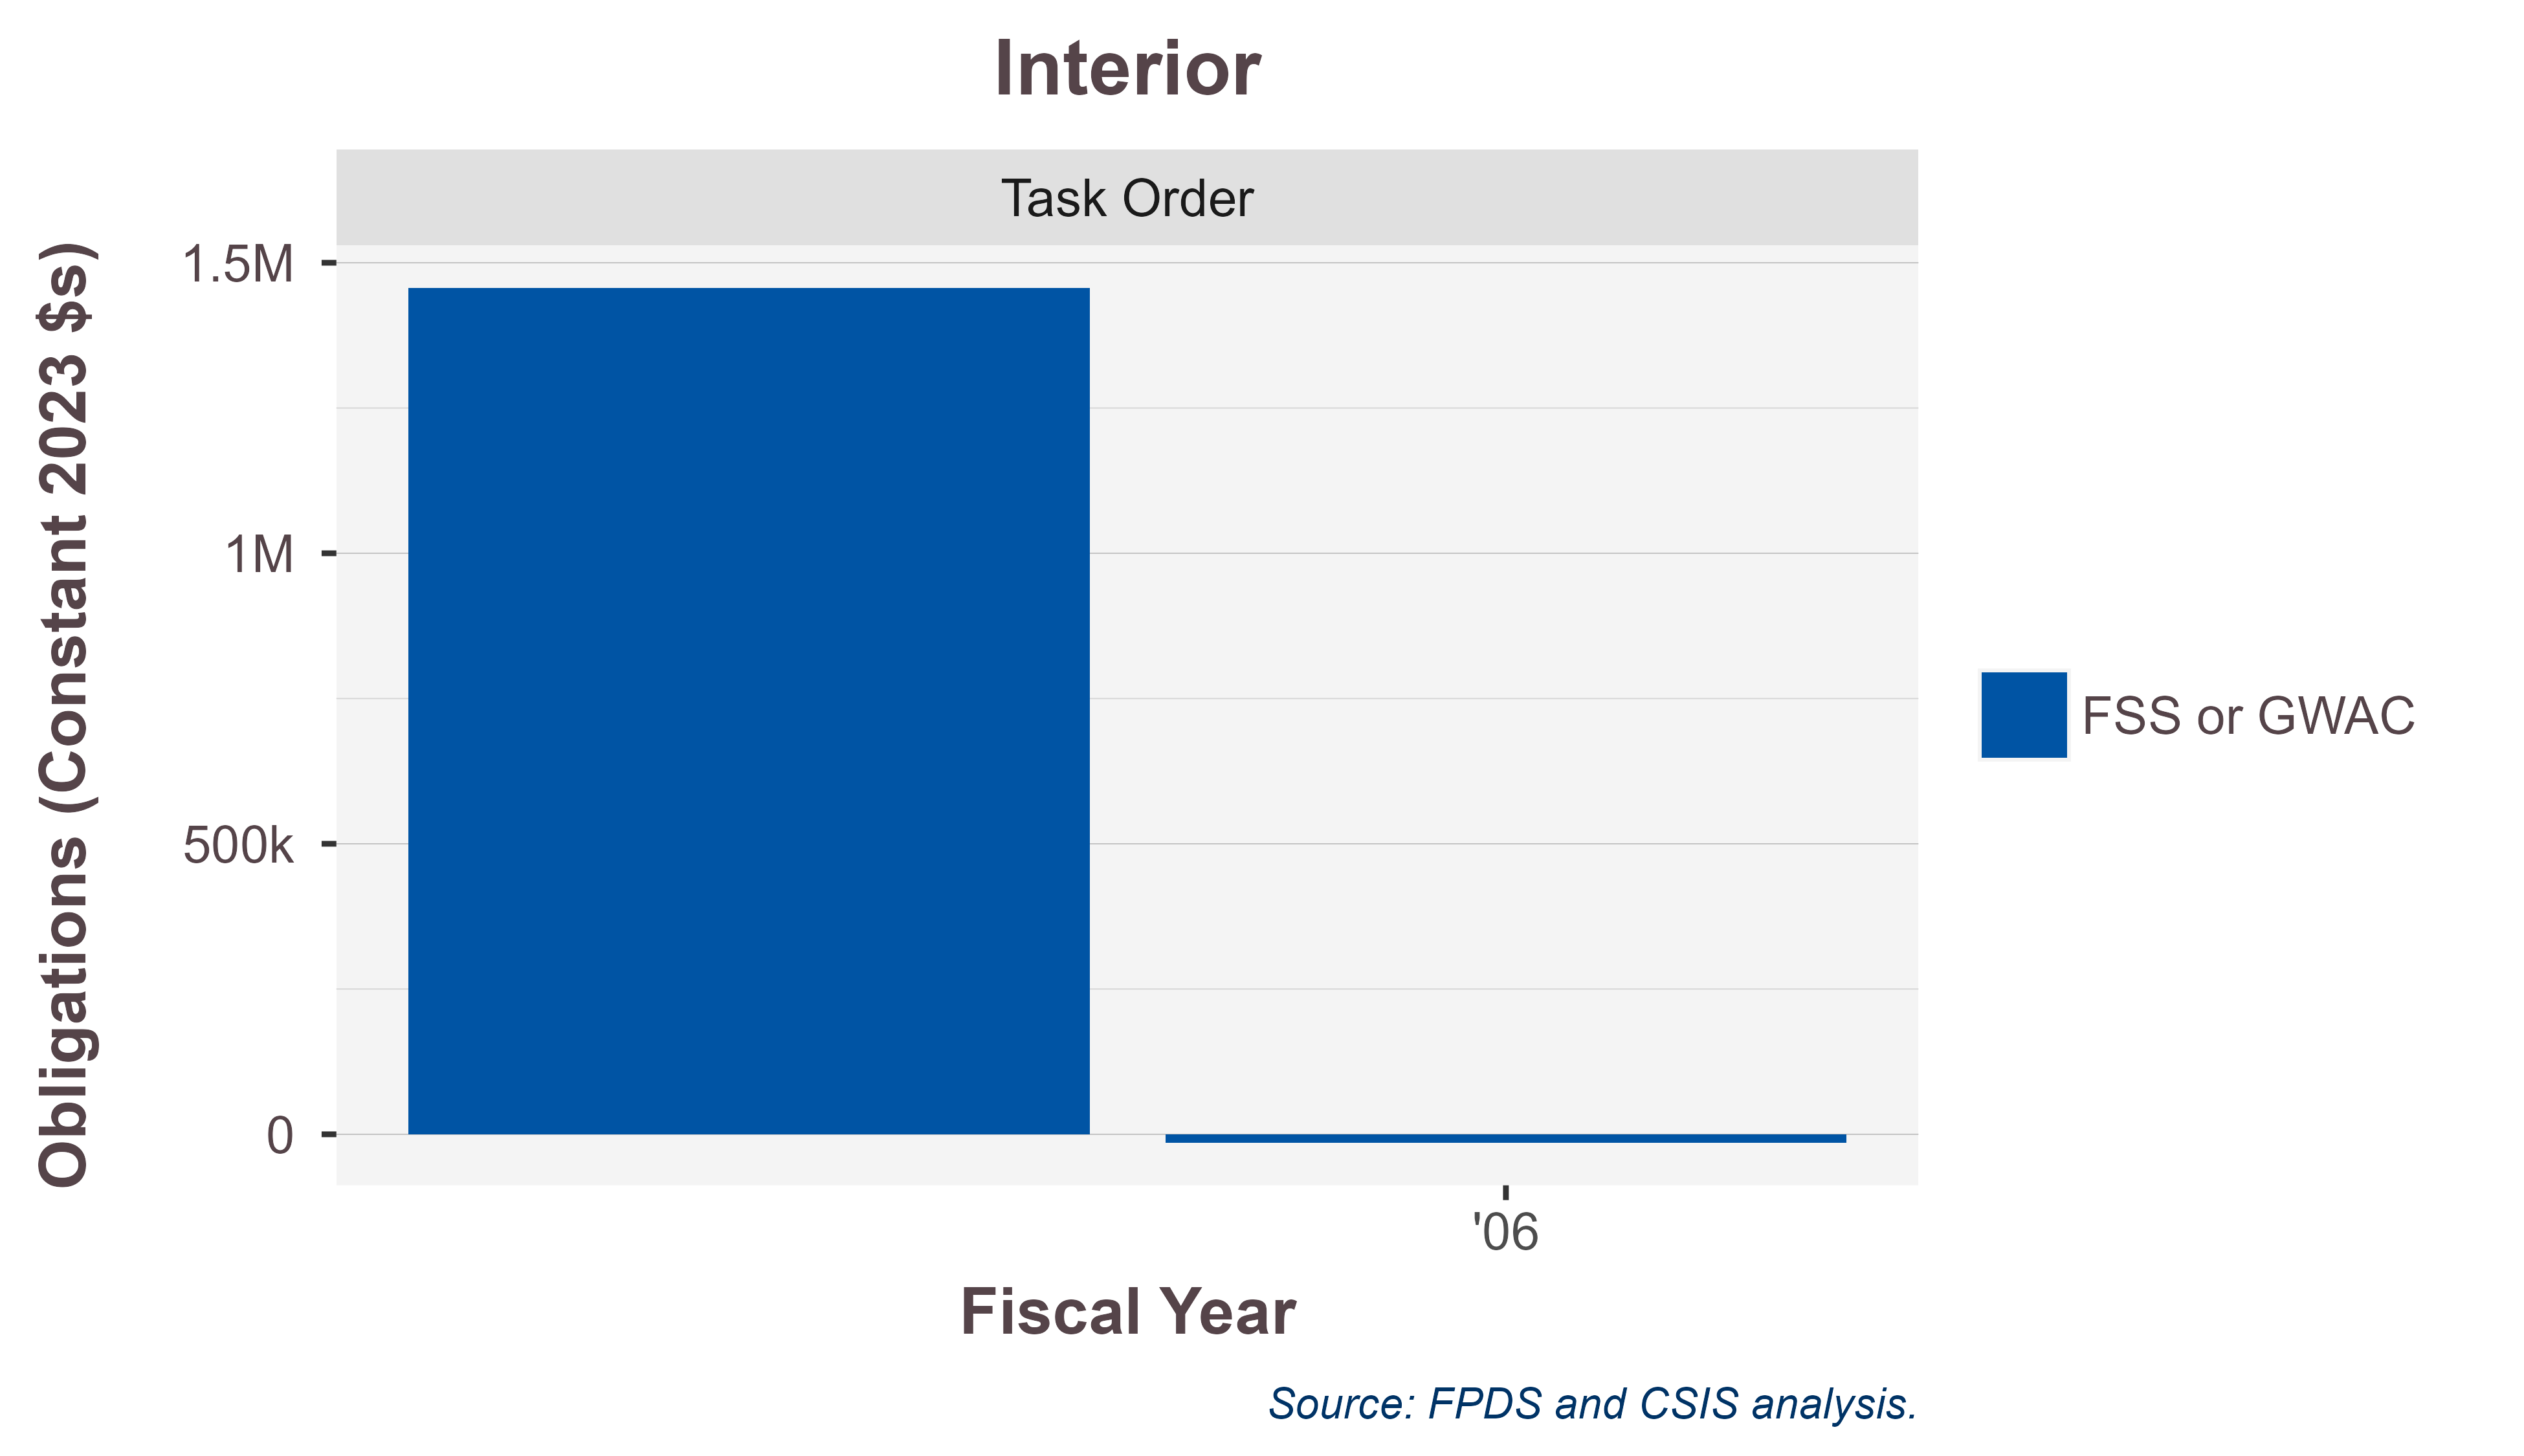 Interior
Task Order
Obligations (Constant 2023 $s)
1.5M
1M
500k
0
FSS or GWAC
'06
Fiscal Year
Source: FPDS and CSIS analysis.